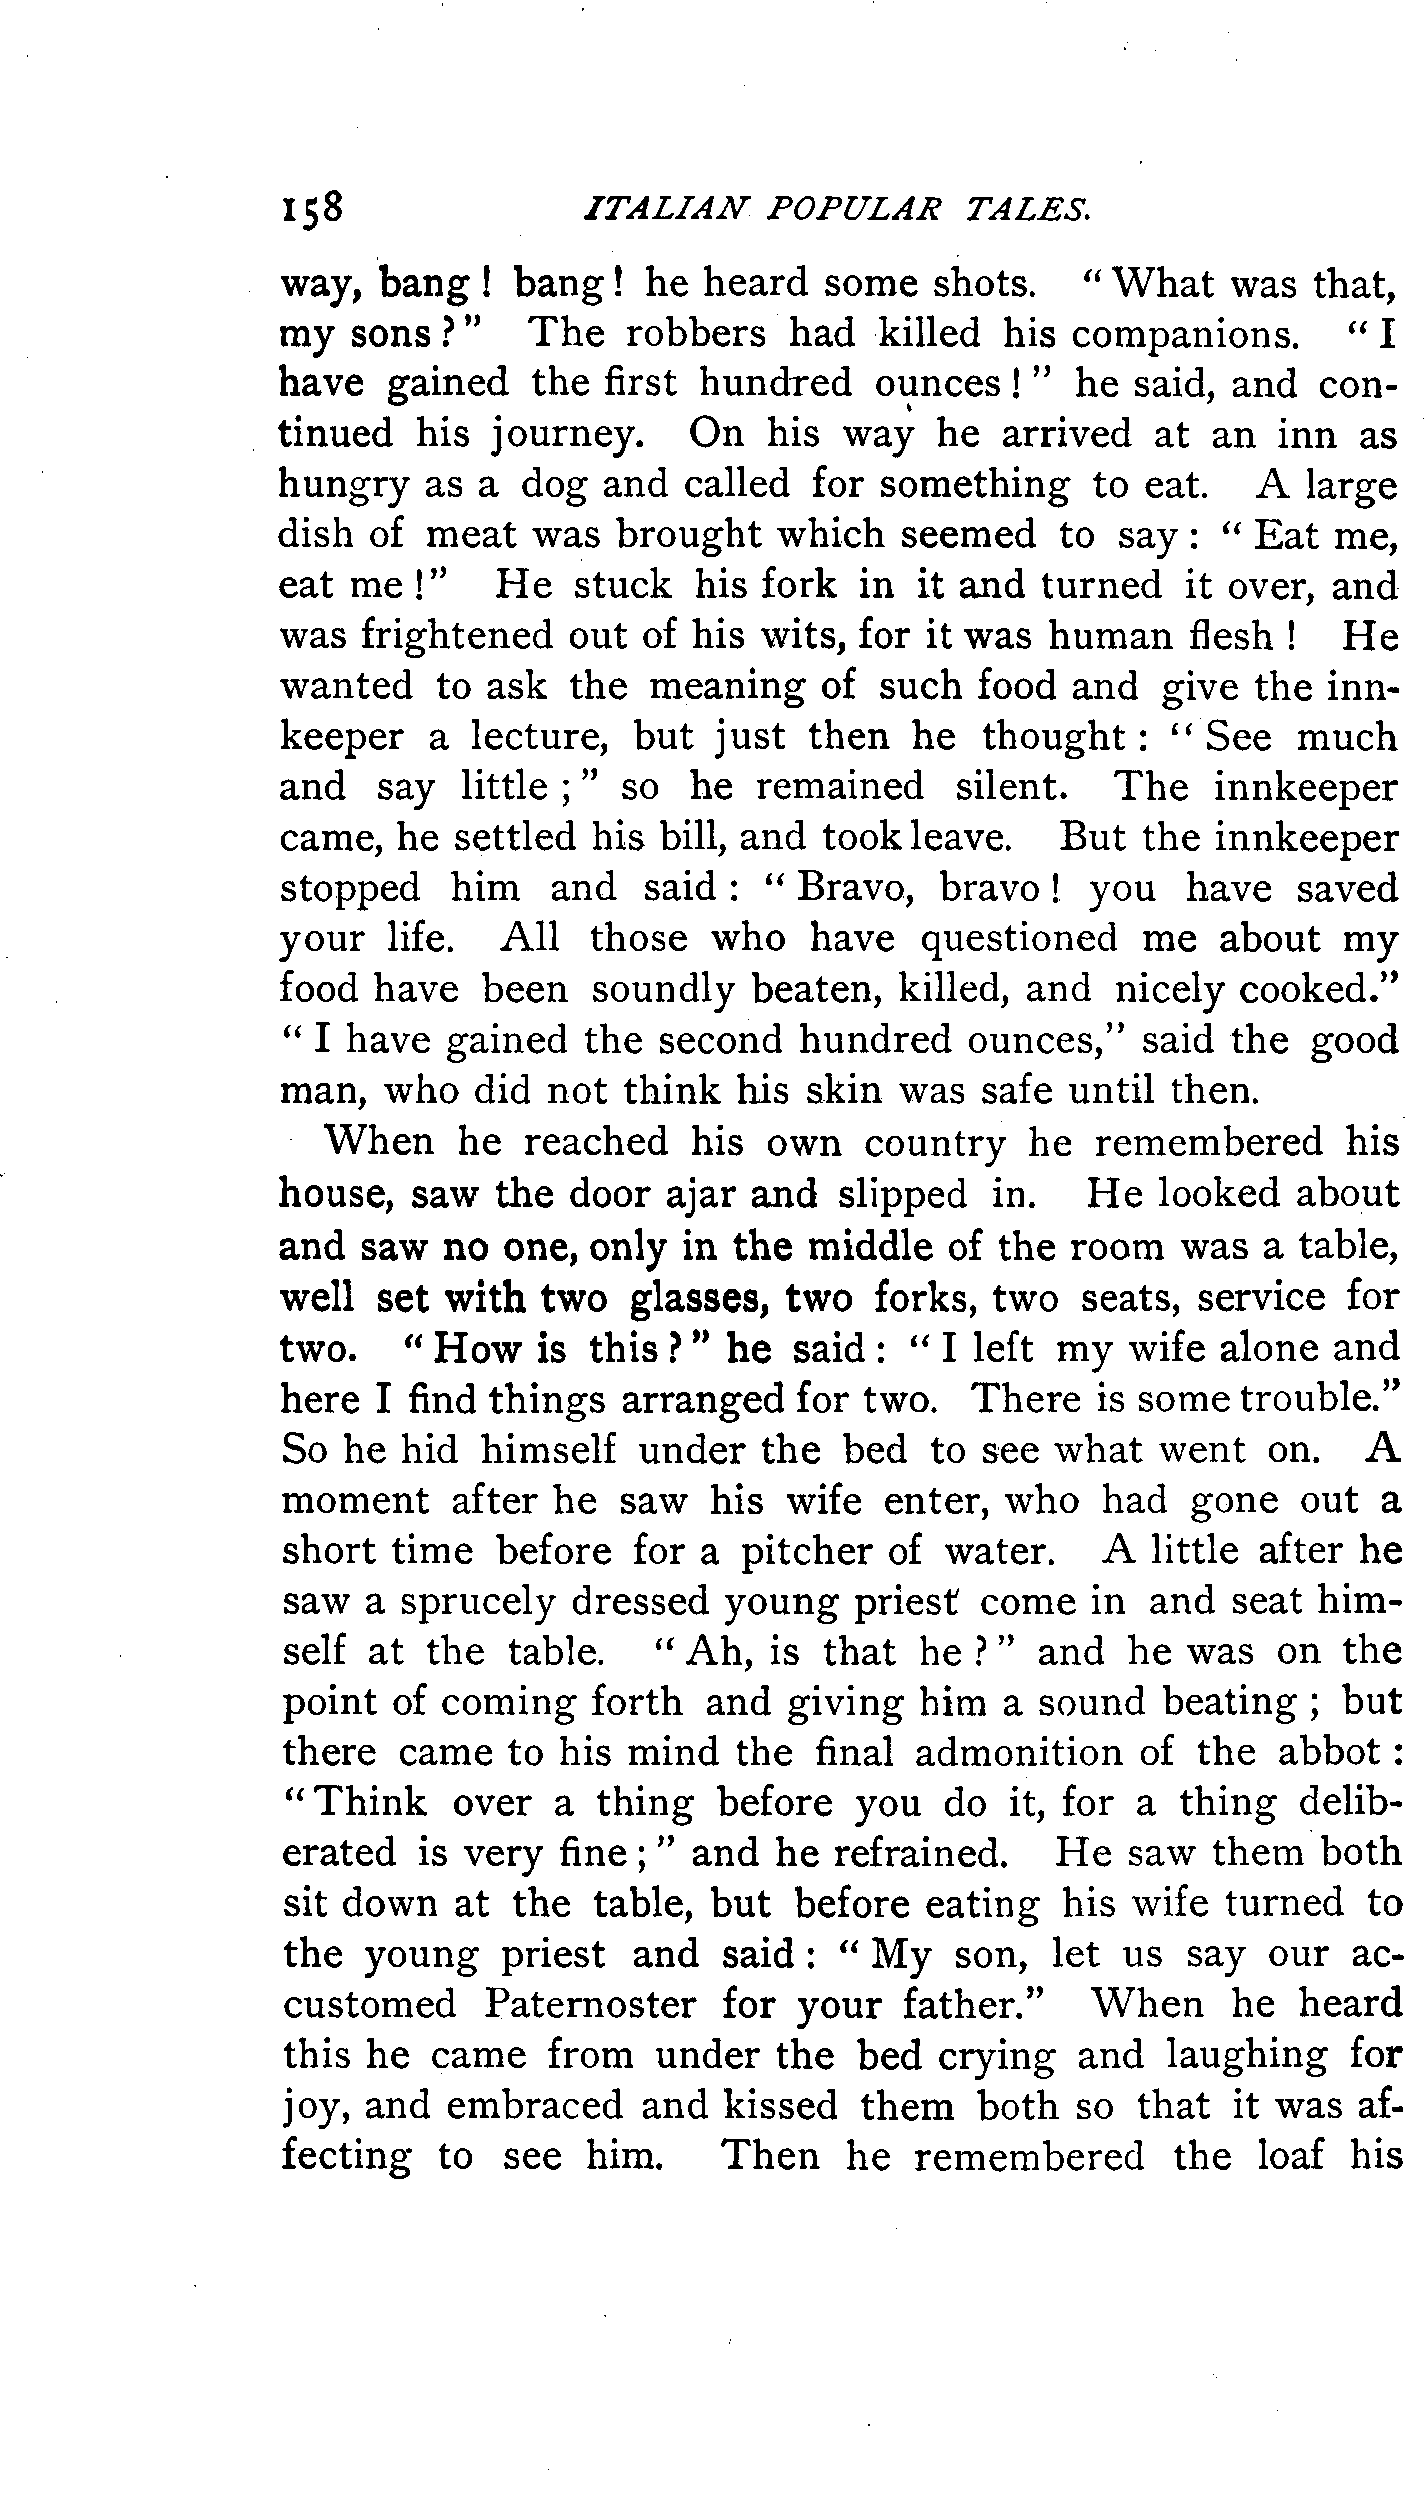 158 ITALIAN POPULAR TALES.
way, bang! bang! he heard some shots. "What was that,
my sons?" The robbers had killed his companions. "I
have gained the first hundred ounces!" he said, and con-
tinued his journey. On his way he arrived at an inn as
hungry as a dog and called for something to eat. A large
dish of meat was brought which seemed to say: "Eat me,
eat me!" He stuck his fork in it and turned it over, and
was frightened out of his wits, for it was human flesh! He
wanted to ask the meaning of such food and give the inn-
keeper a lecture, but just then he thought: "See much
and say little;" so he remained silent. The innkeeper
came, he settled his bill, and took leave. But the innkeeper
stopped him and said: "Bravo, bravo! you have saved
your life. All those who have questioned me about my
food have been soundly beaten, killed, and nicely cooked."
"I have gained the second hundred ounces," said the good
man, who did not think his skin was safe until then.
When he reached his own country he remembered his
house, saw the door ajar and slipped in. He looked about
and saw no one, only in the middle of the room was a table,
well set with two glasses, two forks, two seats, service for
two. "How is this?" he said: "I left my wife alone and
here I find things arranged for two. There is some trouble."
So he hid himself under the bed to see what went on. A
moment after he saw his wife enter, who had gone out a
short time before for a pitcher of water. A little after he
saw a sprucely dressed young priest come in and seat him-
self at the table. "Ah, is that he?" and he was on the
point of coming forth and giving him a sound beating; but
there came to his mind the final admonition of the abbot:
"Think over a thing before you do it, for a thing delib-
erated is very fine;" and he refrained. He saw them both
sit down at the table, but before eating his wife turned to
the young priest and said: "My son, let us say our ac-
customed Paternoster for your father." When he heard
this he came from under the bed crying and laughing for
joy, and embraced and kissed them both so that it was af-
fecting to see him. Then he remembered the loaf his